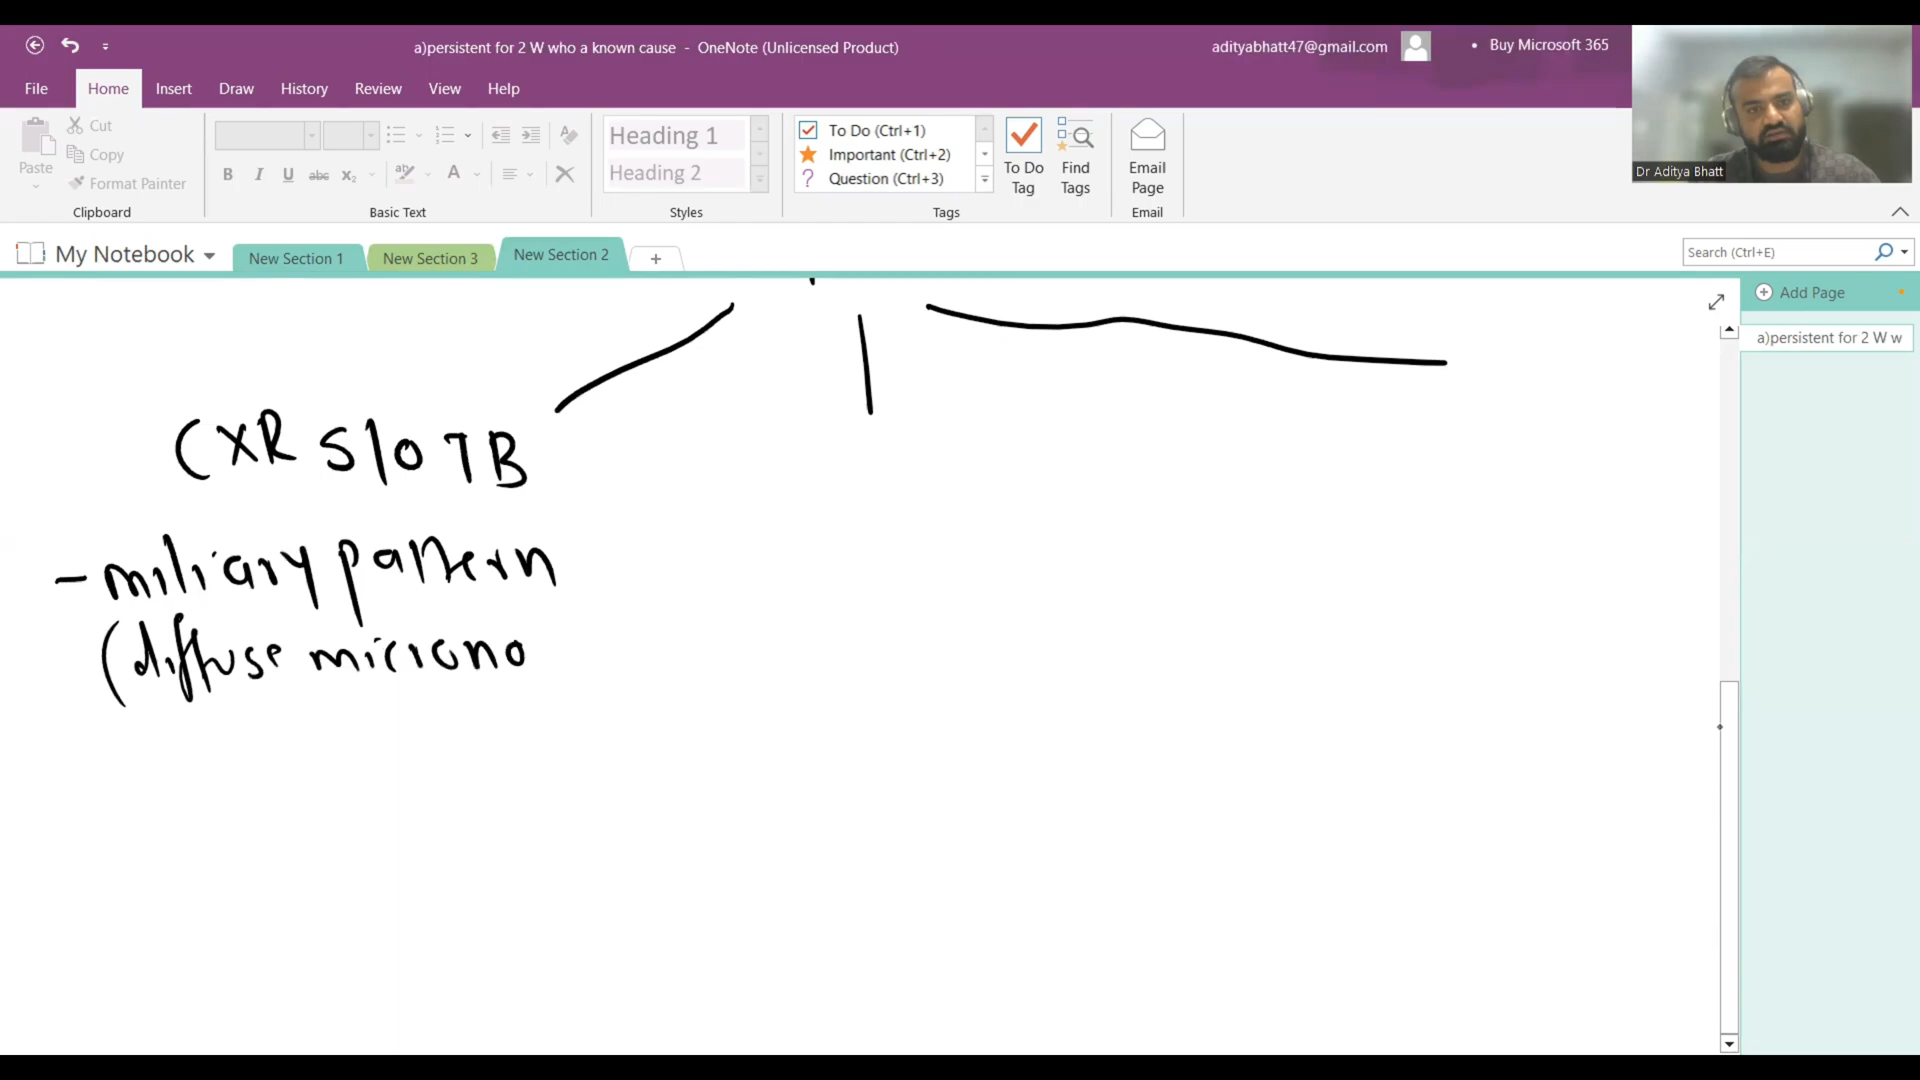 a)persistent for 2 W who a known cause - OneNote (Unlicensed Product)
adityabhatt47@gmail.com
Buy Microsoft 365
File Home Insert Draw History Review View Help
Paste
Cut
Copy
Format Painter
Clipboard
B I U abc x₂ aby A
Basic Text
Heading 1
Heading 2
Styles
To Do (Ctrl+1)
Important (Ctrl+2)
Question (Ctrl+3)
To Do
Tag
Find
Tags
Tags
Email
Page
Email
Dr Aditya Bhatt
My Notebook
New Section 1
New Section 3
New Section 2
Search (Ctrl+E)
Add Page
a)persistent for 2 W w
CXR S/O TB
- miliary pattern
(diffuse microno